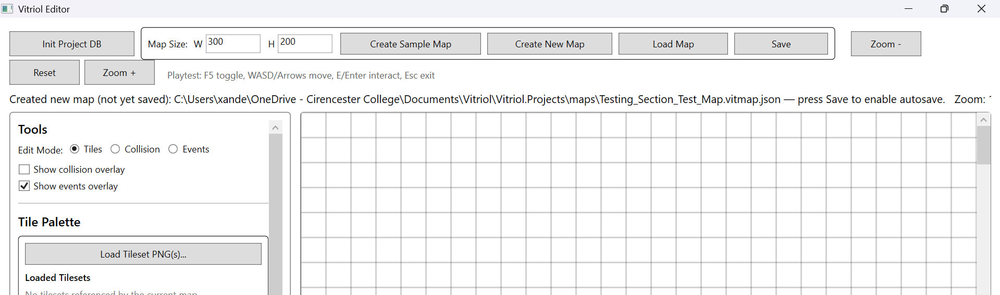 Vitriol Editor
Init Project DB
Map Size: W 300 H 200 Create Sample Map Create New Map Load Map Save
Zoom -
Reset Zoom + Playtest: F5 toggle, WASD/Arrows move, E/Enter interact, Esc exit
Created new map (not yet saved): C:\Users\xande\OneDrive - Cirencester College\Documents\Vitriol\Vitriol.Projects\maps\Testing_Section_Test_Map.vitmap.json — press Save to enable autosave. Zoom:
Tools
Edit Mode: Tiles Collision Events
Show collision overlay
Show events overlay
Tile Palette
Load Tileset PNG(s)...
Loaded Tilesets
No tilesets referenced by the current map